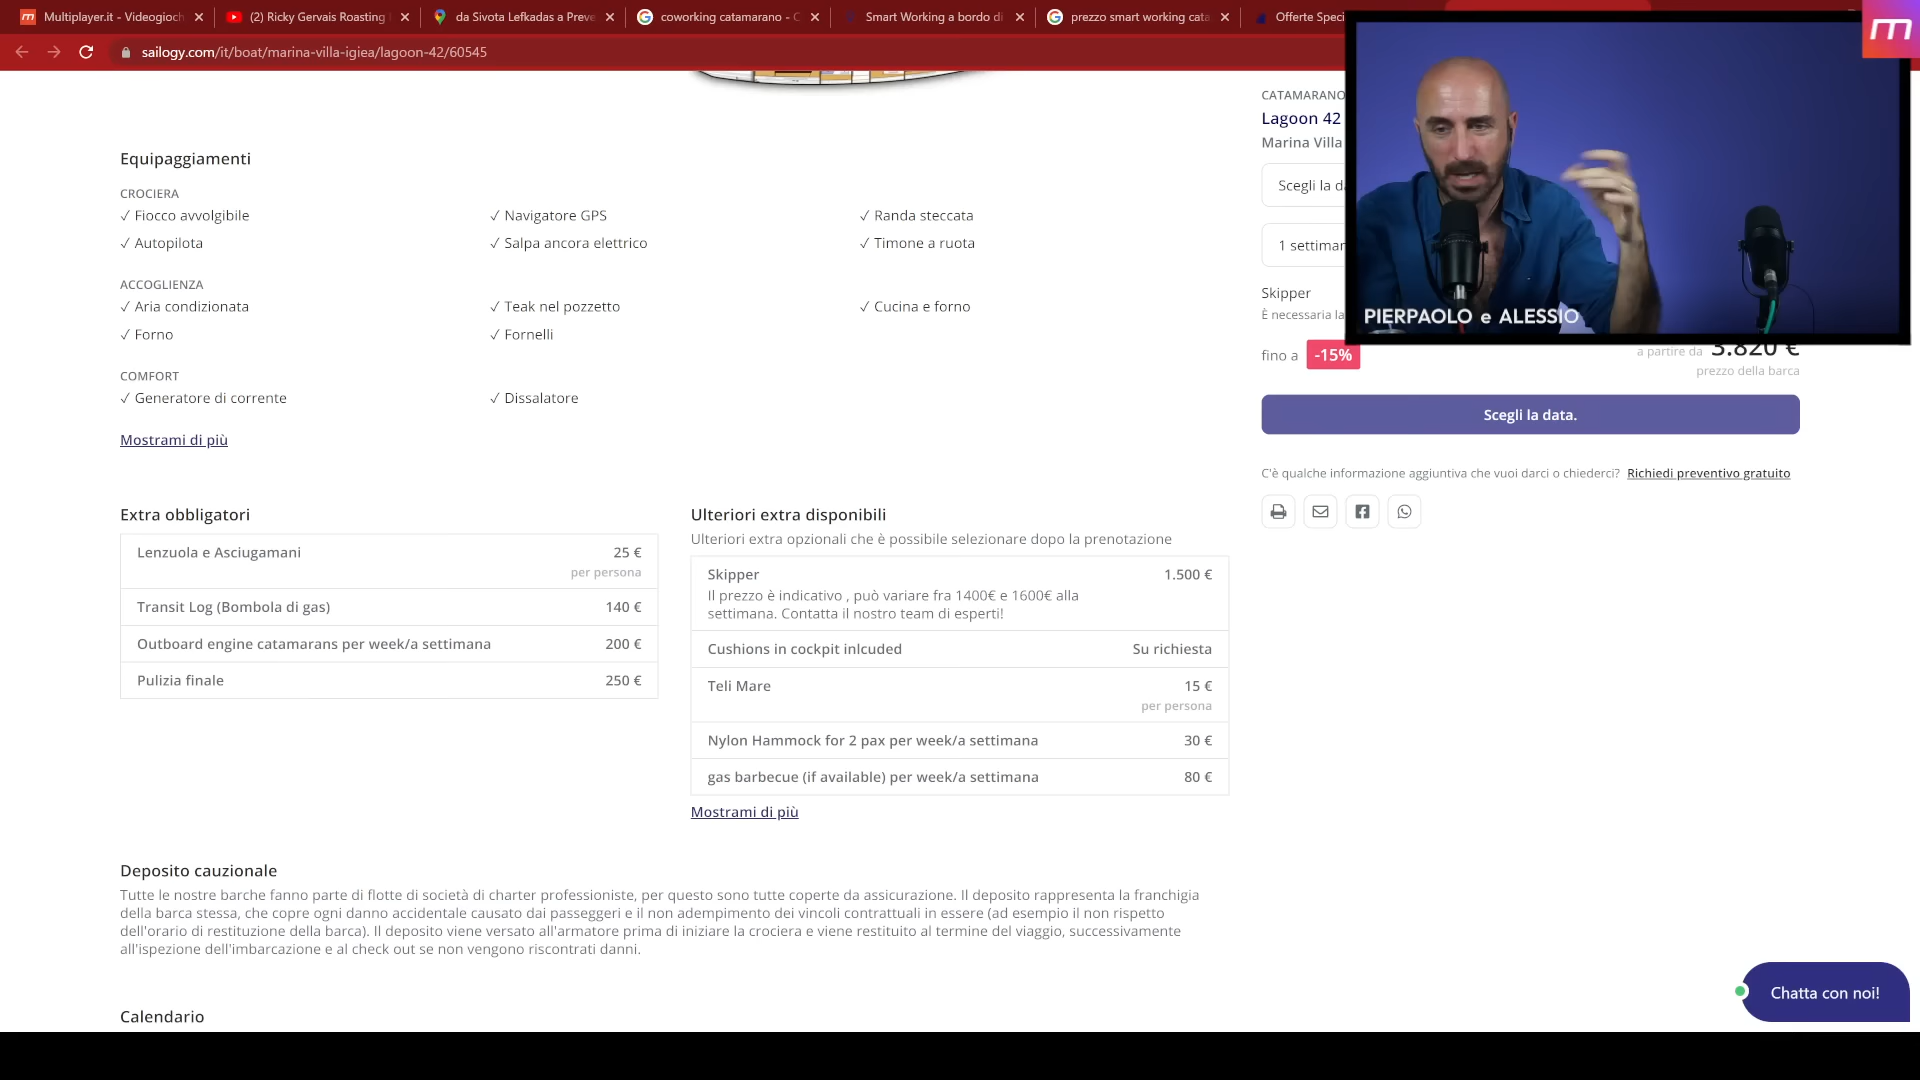 Multiplayer.it - Videogioch
(2) Ricky Gervais Roasting
da Sivota Lefkadas a Preve
coworking catamarano - C
Smart Working a bordo di
prezzo smart working cata
Offerte Speci
sailogy.com/it/boat/marina-villa-igiea/lagoon-42/60545
Equipaggiamenti
CROCIERA
✓ Fiocco avvolgibile
✓ Navigatore GPS
✓ Randa steccata
✓ Autopilota
✓ Salpa ancora elettrico
✓ Timone a ruota
ACCOGLIENZA
✓ Aria condizionata
✓ Teak nel pozzetto
✓ Cucina e forno
✓ Forno
✓ Fornelli
COMFORT
✓ Generatore di corrente
✓ Dissalatore
Mostrami di più
Extra obbligatori
Lenzuola e Asciugamani 25 €
per persona
Transit Log (Bombola di gas) 140 €
Outboard engine catamarans per week/a settimana 200 €
Pulizia finale 250 €
Ulteriori extra disponibili
Ulteriori extra opzionali che è possibile selezionare dopo la prenotazione
Skipper 1.500 €
Il prezzo è indicativo , può variare fra 1400€ e 1600€ alla
settimana. Contatta il nostro team di esperti!
Cushions in cockpit inlcuded Su richiesta
Teli Mare 15 €
per persona
Nylon Hammock for 2 pax per week/a settimana 30 €
gas barbecue (if available) per week/a settimana 80 €
Mostrami di più
Deposito cauzionale
Tutte le nostre barche fanno parte di flotte di società di charter professioniste, per questo sono tutte coperte da assicurazione. Il deposito rappresenta la franchigia
della barca stessa, che copre ogni danno accidentale causato dai passeggeri e il non adempimento dei vincoli contrattuali in essere (ad esempio il non rispetto
dell'orario di restituzione della barca). Il deposito viene versato all'armatore prima di iniziare la crociera e viene restituito al termine del viaggio, successivamente
all'ispezione dell'imbarcazione e al check out se non vengono riscontrati danni.
Calendario
CATAMARANO
Lagoon 42
Marina Villa
Scegli la da
1 settiman
Skipper
È necessaria la
fino a -15%
a partire da 3.820 €
prezzo della barca
Scegli la data.
C'è qualche informazione aggiuntiva che vuoi darci o chiederci? Richiedi preventivo gratuito
PIERPAOLO e ALESSIO
m
Chatta con noi!